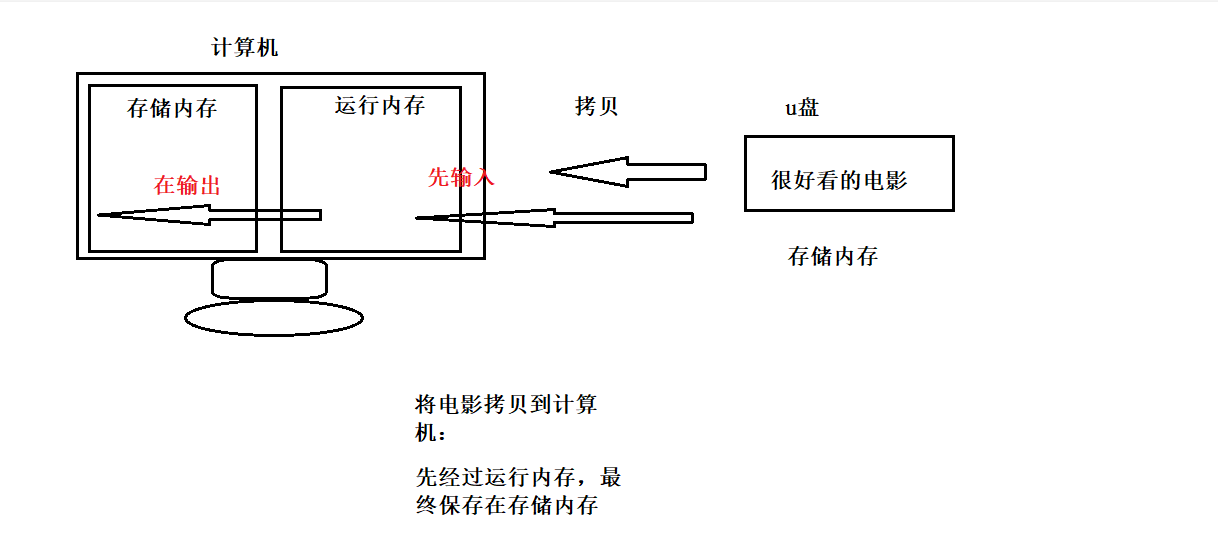 计算机
存储内存
运行内存
拷贝
u盘
在输出
先输入
很好看的电影
存储内存
将电影拷贝到计算
机：
先经过运行内存，最
终保存在存储内存